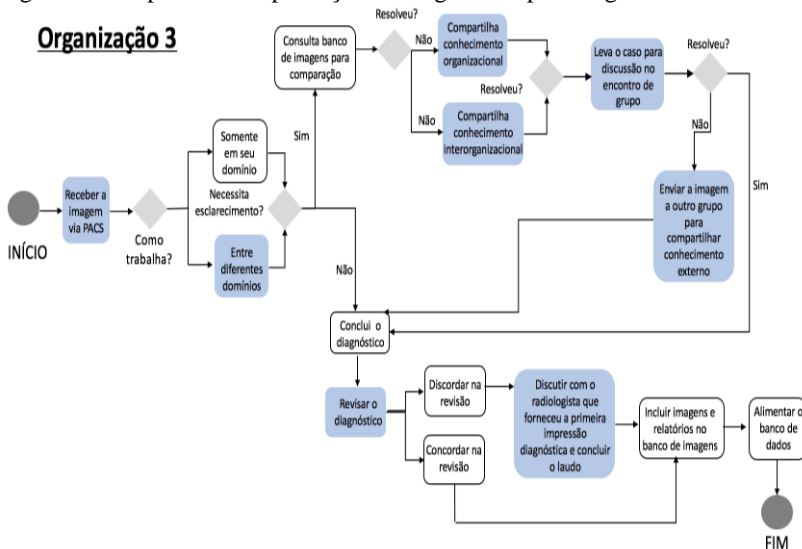 Organização 3
INÍCIO
Receber a
imagem
via PACS
Como
trabalha?
Somente
em seu
domínio
Entre
diferentes
domínios
Necessita
esclarecimento?
Sim
Não
Consulta banco
de imagens para
comparação
Resolveu?
Não
Compartilha
conhecimento
organizacional
Resolveu?
Não
Compartilha
conhecimento
interorganizacional
Leva o caso para
discussão no
encontro de
grupo
Resolveu?
Não
Sim
Enviar a imagem
a outro grupo
para
compartilhar
conhecimento
externo
Conclui o
diagnóstico
Revisar o
diagnóstico
Discordar na
revisão
Concordar na
revisão
Discutir com o
radiologista que
forneceu a primeira
impressão
diagnóstica e concluir
o laudo
Incluir imagens e
relatórios no
banco de imagens
Alimentar o
banco de
dados
FIM